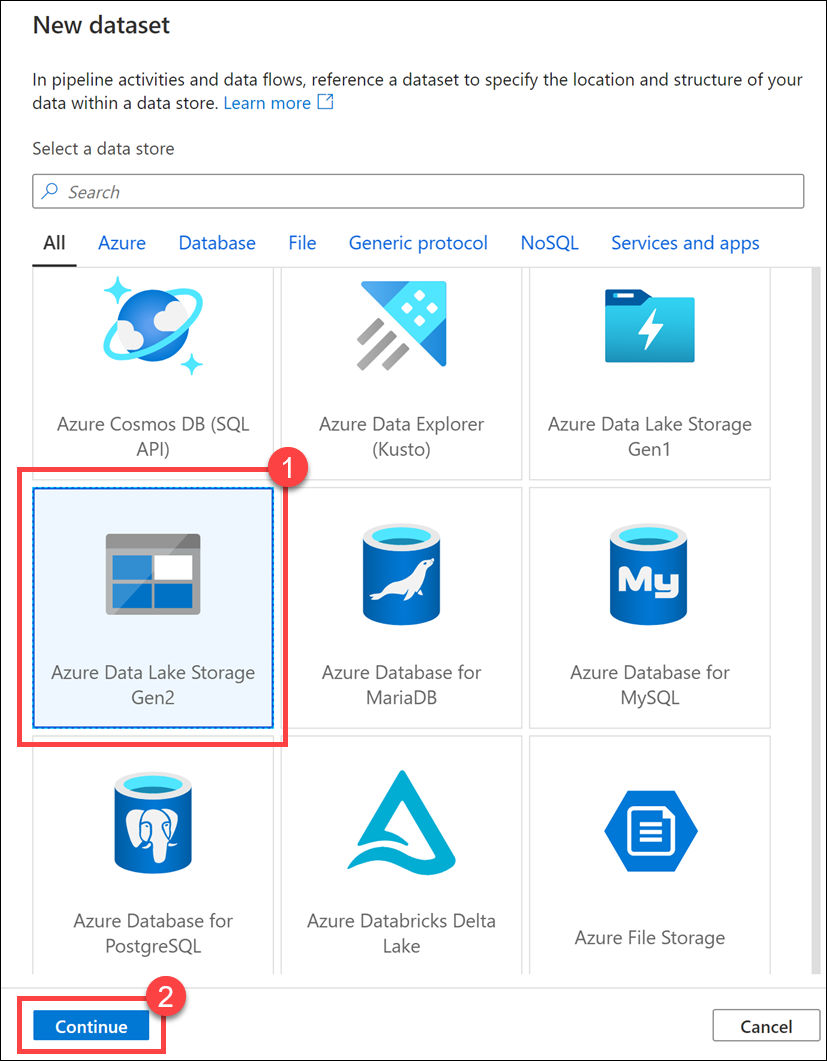 New dataset
In pipeline activities and data flows, reference a dataset to specify the location and structure of your
data within a data store. Learn more
Select a data store
Search
All Azure Database File Generic protocol NoSQL Services and apps
Azure Cosmos DB (SQL
API)
Azure Data Explorer
(Kusto)
Azure Data Lake Storage
Gen1
1
Azure Data Lake Storage
Gen2
Azure Database for
MariaDB
My
Azure Database for
MySQL
Azure Database for
PostgreSQL
Azure Databricks Delta
Lake
Azure File Storage
2
Continue
Cancel